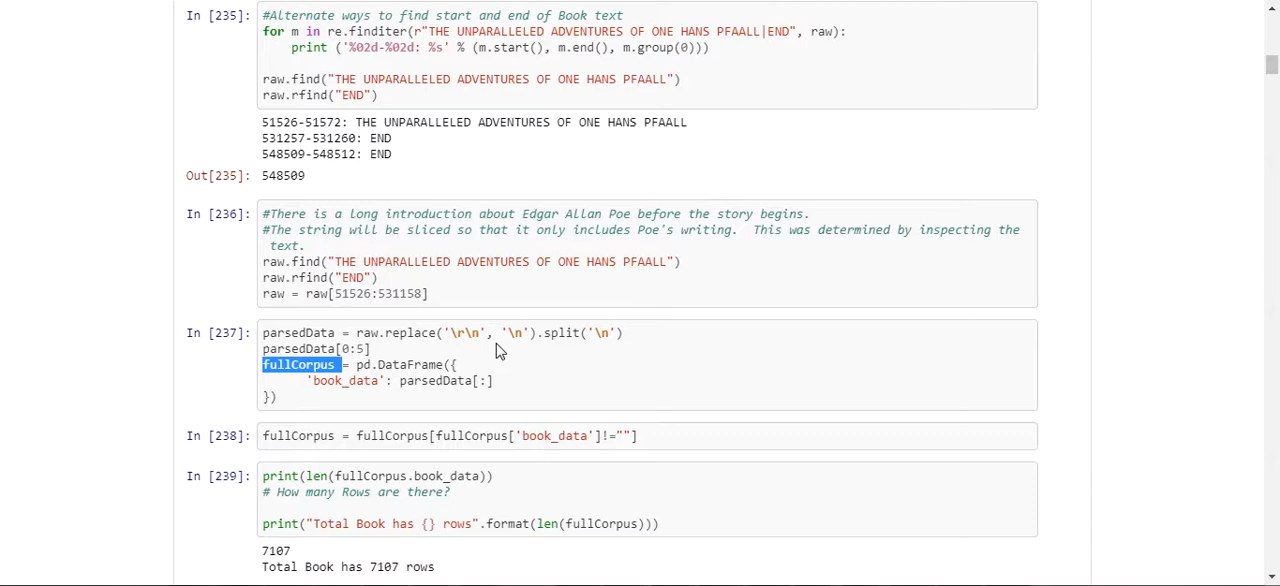 In [235]: #Alternate ways to find start and end of Book text
for m in re.finditer(r"THE UNPARALLELED ADVENTURES OF ONE HANS PFAALL|END", raw):
    print ('%02d-%02d: %s' % (m.start(), m.end(), m.group(0)))
raw.find("THE UNPARALLELED ADVENTURES OF ONE HANS PFAALL")
raw.rfind("END")
51526-51572: THE UNPARALLELED ADVENTURES OF ONE HANS PFAALL
531257-531260: END
548509-548512: END
Out[235]: 548509
In [236]: #There is a long introduction about Edgar Allan Poe before the story begins.
#The string will be sliced so that it only includes Poe's writing.  This was determined by inspecting the
text.
raw.find("THE UNPARALLELED ADVENTURES OF ONE HANS PFAALL")
raw.rfind("END")
raw = raw[51526:531158]
In [237]: parsedData = raw.replace('\r\n', '\n').split('\n')
parsedData[0:5]
fullCorpus = pd.DataFrame({
      'book_data': parsedData[:]
})
In [238]: fullCorpus = fullCorpus[fullCorpus['book_data']!=""]
In [239]: print(len(fullCorpus.book_data))
# How many Rows are there?
print("Total Book has {} rows".format(len(fullCorpus)))
7107
Total Book has 7107 rows